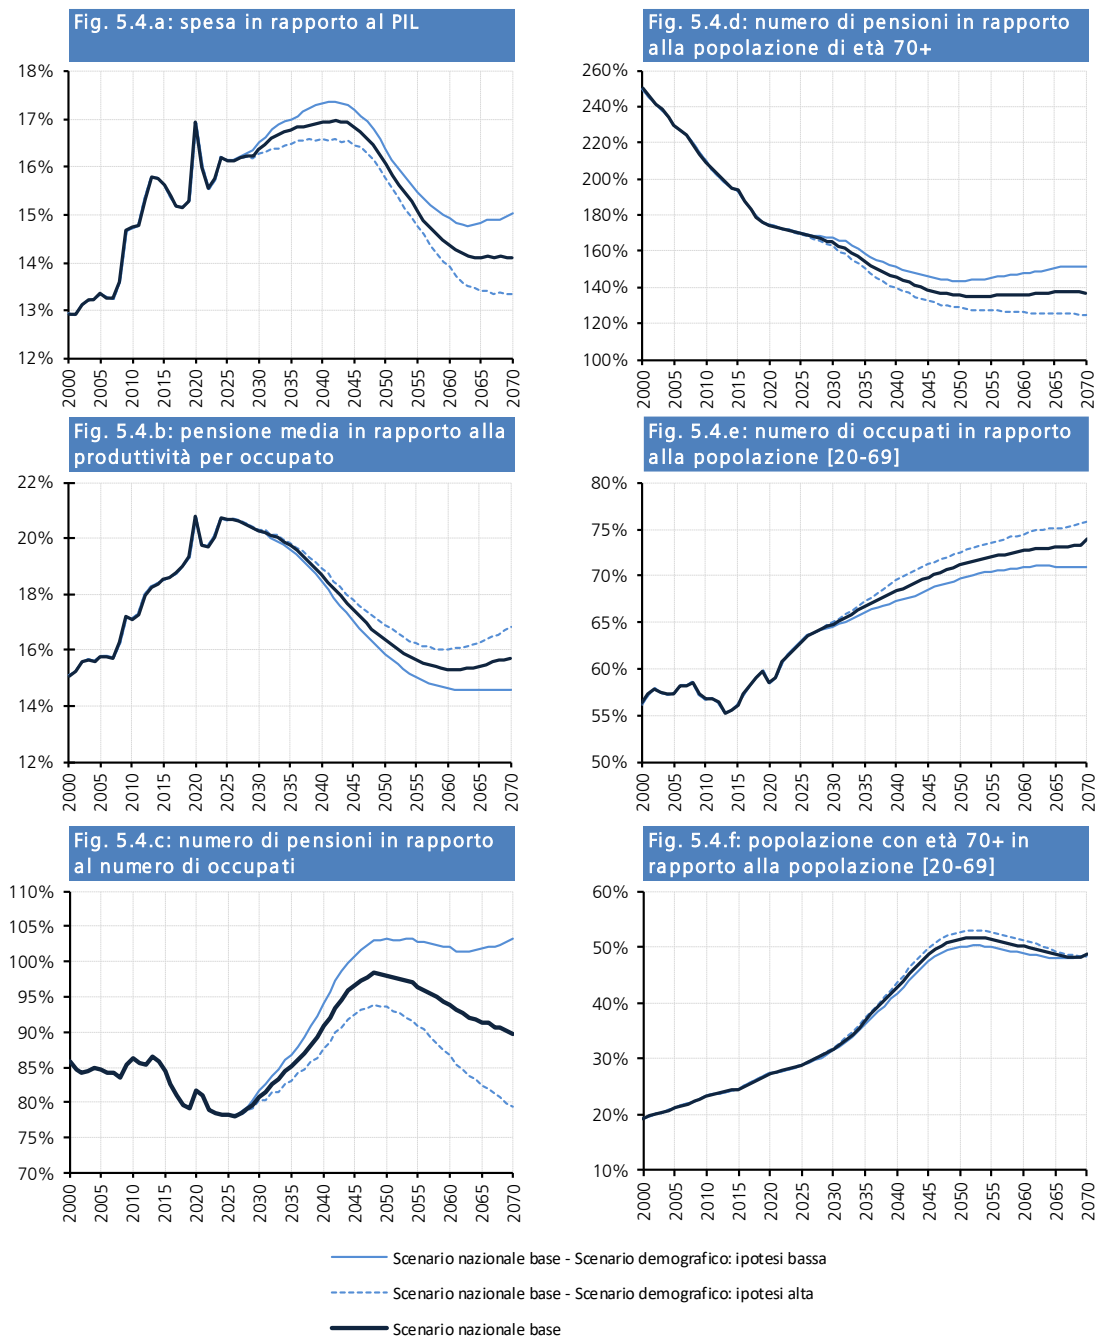 Fig. 5.4.a: spesa in rapporto al PIL
18%
17%
16%
15%
14%
13%
12%
2000 2005 2010 2015 2020 2025 2030 2035 2040 2045 2050 2055 2060 2065 2070
Fig. 5.4.d: numero di pensioni in rapporto
alla popolazione di età 70+
260%
240%
220%
200%
180%
160%
140%
120%
100%
2000 2005 2010 2015 2020 2025 2030 2035 2040 2045 2050 2055 2060 2065 2070
Fig. 5.4.b: pensione media in rapporto alla
produttività per occupato
22%
20%
18%
16%
14%
12%
2000 2005 2010 2015 2020 2025 2030 2035 2040 2045 2050 2055 2060 2065 2070
Fig. 5.4.e: numero di occupati in rapporto
alla popolazione [20-69]
80%
75%
70%
65%
60%
55%
50%
2000 2005 2010 2015 2020 2025 2030 2035 2040 2045 2050 2055 2060 2065 2070
Fig. 5.4.c: numero di pensioni in rapporto
al numero di occupati
110%
105%
100%
95%
90%
85%
80%
75%
70%
2000 2005 2010 2015 2020 2025 2030 2035 2040 2045 2050 2055 2060 2065 2070
Fig. 5.4.f: popolazione con età 70+ in
rapporto alla popolazione [20-69]
60%
50%
40%
30%
20%
10%
2000 2005 2010 2015 2020 2025 2030 2035 2040 2045 2050 2055 2060 2065 2070
Scenario nazionale base - Scenario demografico: ipotesi bassa
Scenario nazionale base - Scenario demografico: ipotesi alta
Scenario nazionale base